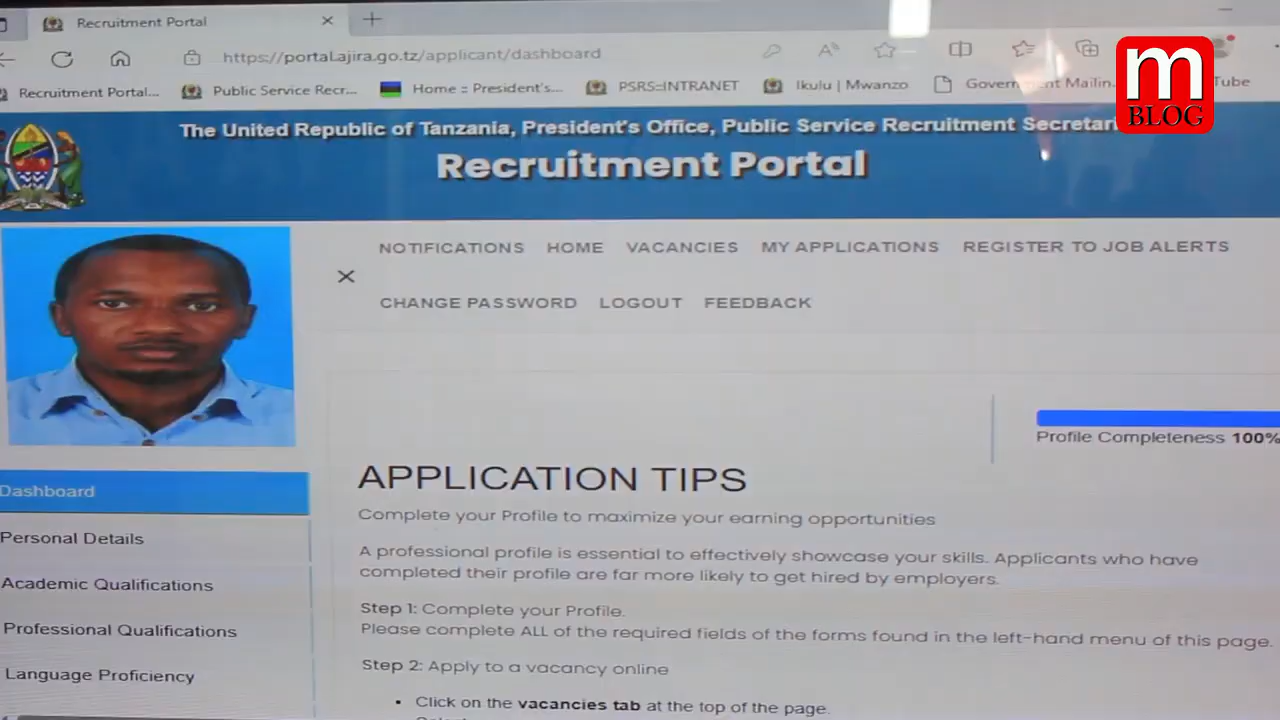 Recruitment Portal
https://portal.ajira.go.tz/applicant/dashboard
Recruitment Portal...
Public Service Recr...
Home :: President's...
PSRS::INTRANET
Ikulu | Mwanzo
m
BLOG
The United Republic of Tanzania, President's Office, Public Service Recruitment
Recruitment Portal
NOTIFICATIONS HOME VACANCIES MY APPLICATIONS REGISTER TO JOB ALERTS
CHANGE PASSWORD LOGOUT FEEDBACK
Profile Completeness 100%
APPLICATION TIPS
Complete your Profile to maximize your earning opportunities
A professional profile is essential to effectively showcase your skills. Applicants who have
completed their profile are far more likely to get hired by employers.
Step 1: Complete your Profile.
Please complete ALL of the required fields of the forms found in the left-hand menu of this page.
Step 2: Apply to a vacancy online
• Click on the vacancies tab at the top of the page.
Dashboard
Personal Details
Academic Qualifications
Professional Qualifications
Language Proficiency